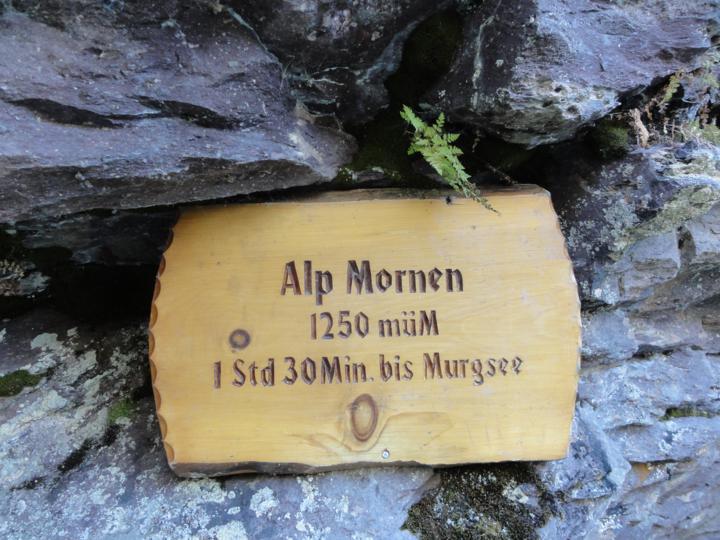 Alp Mornen
1250 müM
1 Std 30Min. bis Murgsee